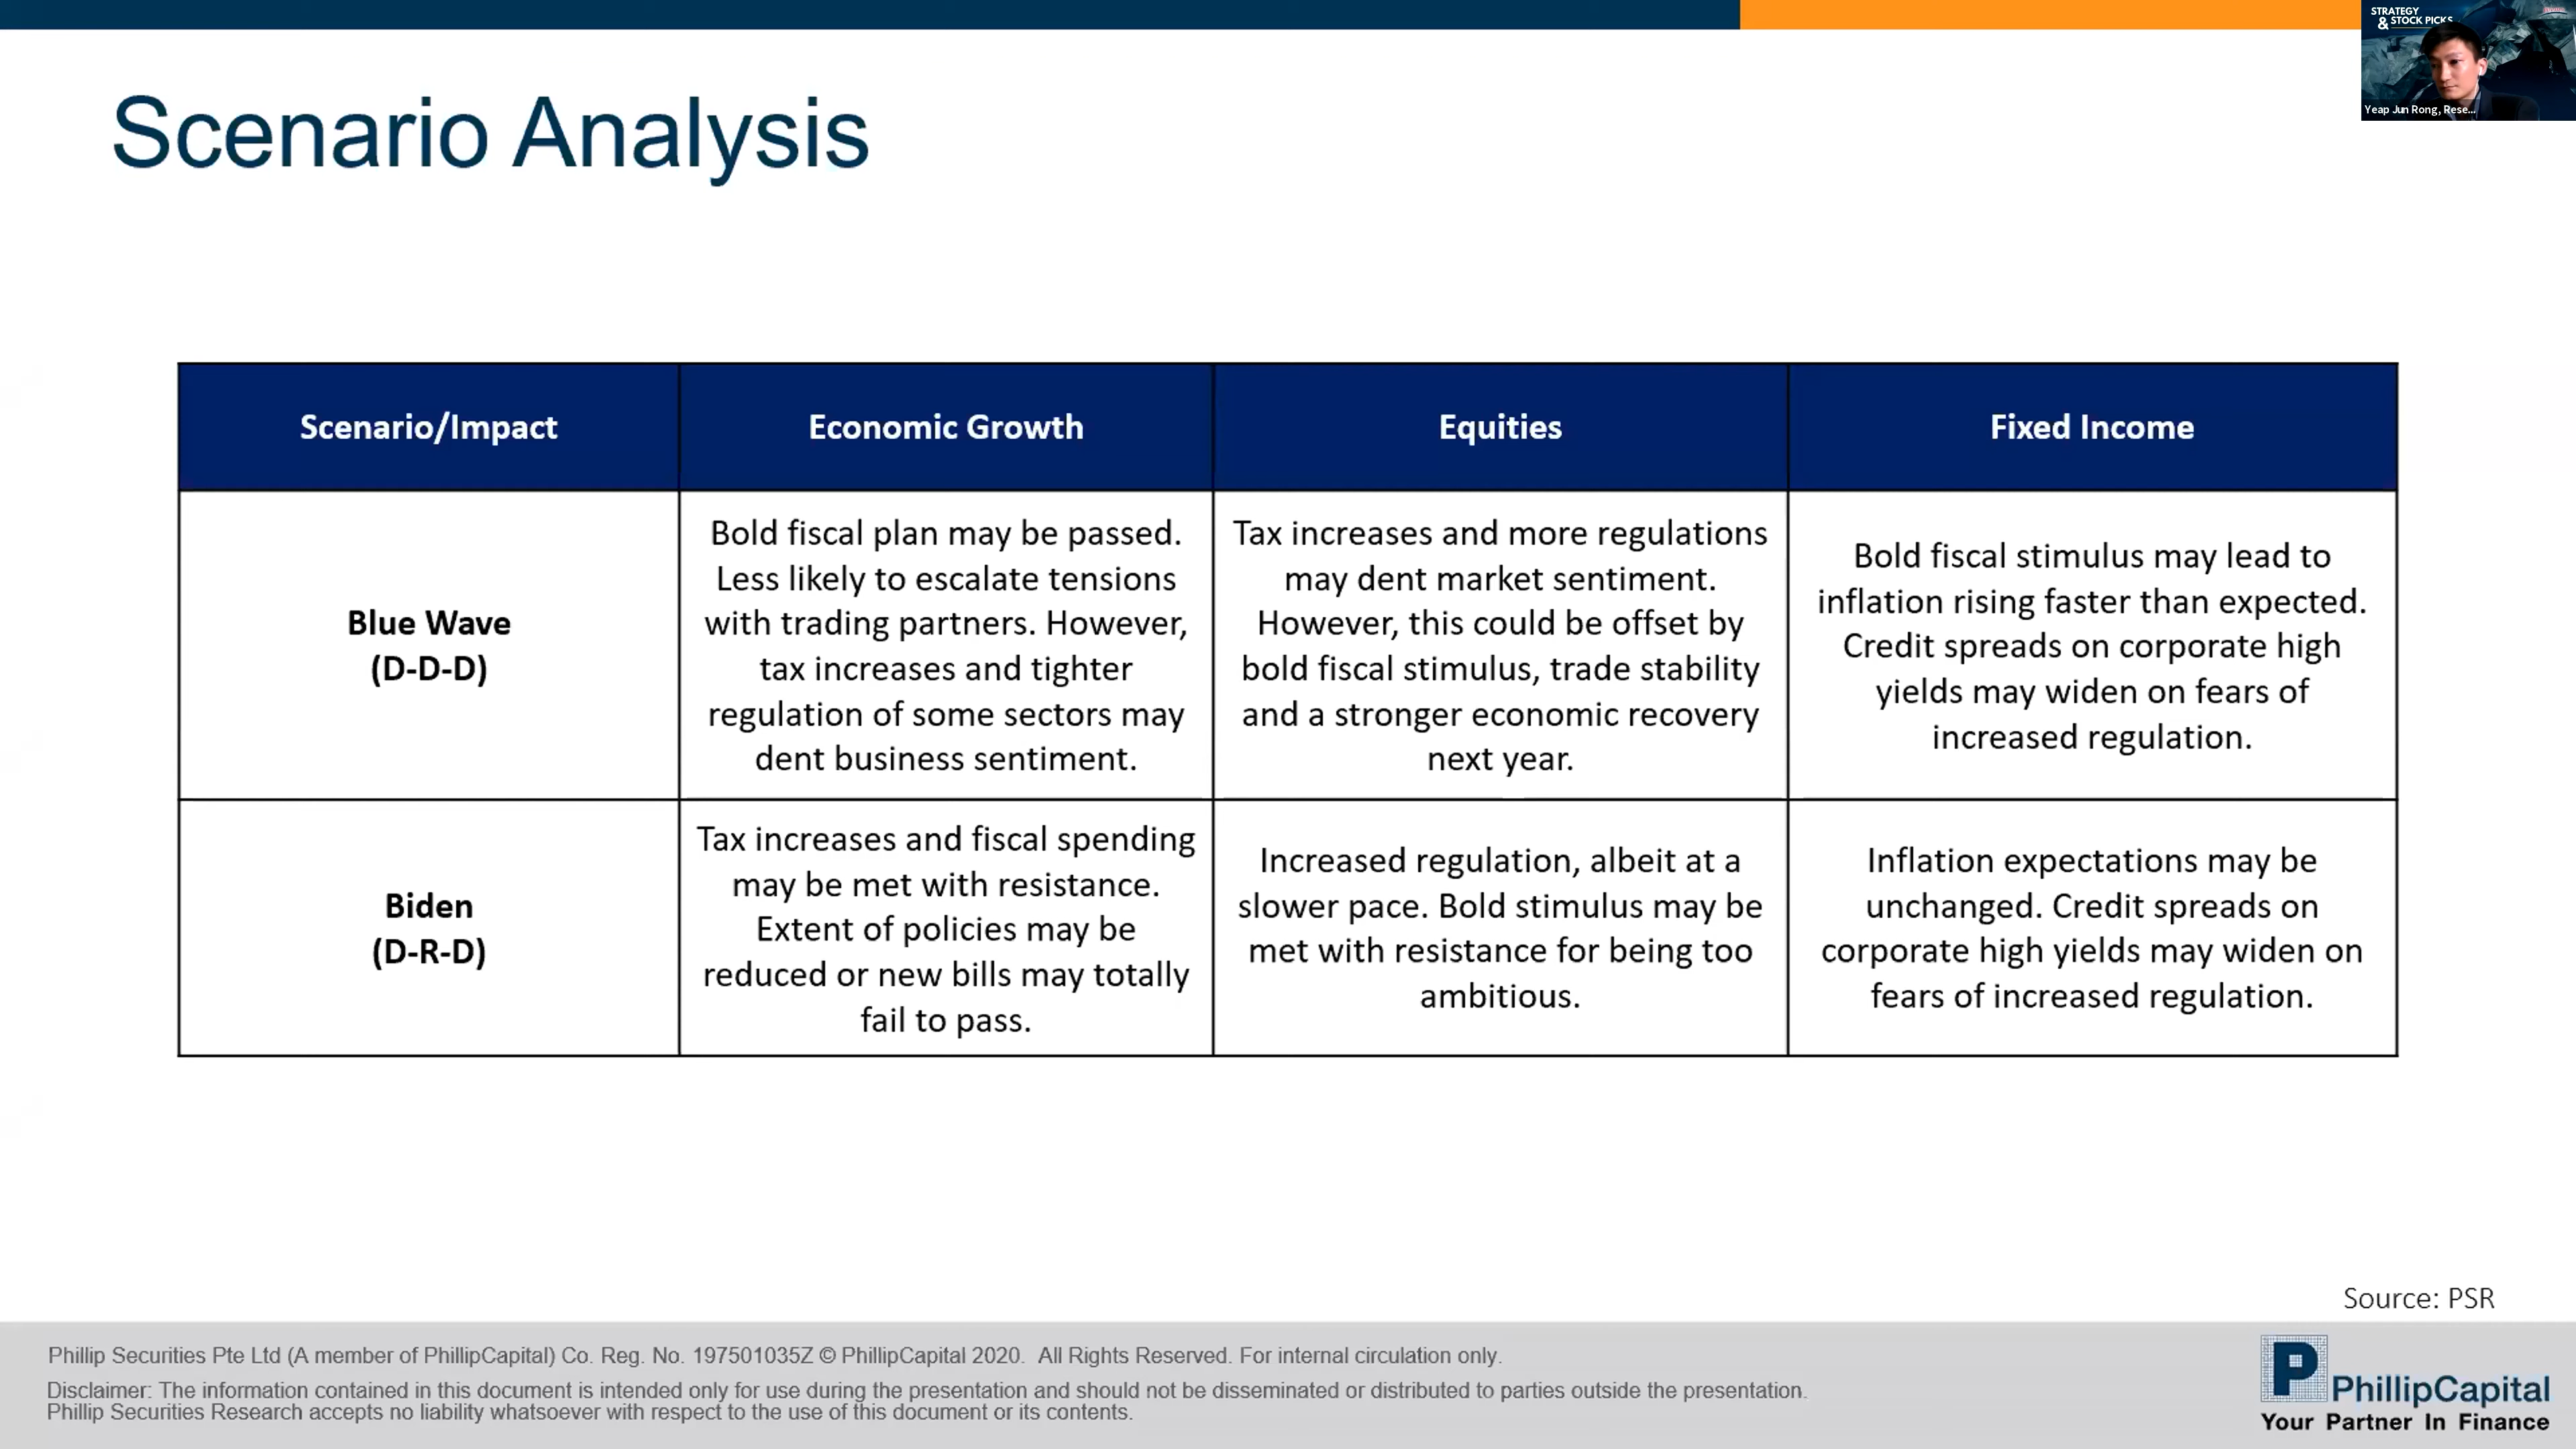 STRATEGY
& STOCK PICKS
Yeap Jun Rong, Rese...
Scenario Analysis
Scenario/Impact
Economic Growth
Equities
Fixed Income
Blue Wave
(D-D-D)
Bold fiscal plan may be passed.
Less likely to escalate tensions
with trading partners. However,
tax increases and tighter
regulation of some sectors may
dent business sentiment.
Tax increases and more regulations
may dent market sentiment.
However, this could be offset by
bold fiscal stimulus, trade stability
and a stronger economic recovery
next year.
Bold fiscal stimulus may lead to
inflation rising faster than expected.
Credit spreads on corporate high
yields may widen on fears of
increased regulation.
Biden
(D-R-D)
Tax increases and fiscal spending
may be met with resistance.
Extent of policies may be
reduced or new bills may totally
fail to pass.
Increased regulation, albeit at a
slower pace. Bold stimulus may be
met with resistance for being too
ambitious.
Inflation expectations may be
unchanged. Credit spreads on
corporate high yields may widen on
fears of increased regulation.
Source: PSR
Phillip Securities Pte Ltd (A member of PhillipCapital) Co. Reg. No. 197501035Z © PhillipCapital 2020. All Rights Reserved. For internal circulation only.
Disclaimer: The information contained in this document is intended only for use during the presentation and should not be disseminated or distributed to parties outside the presentation.
Phillip Securities Research accepts no liability whatsoever with respect to the use of this document or its contents.
P
PhillipCapital
Your Partner In Finance